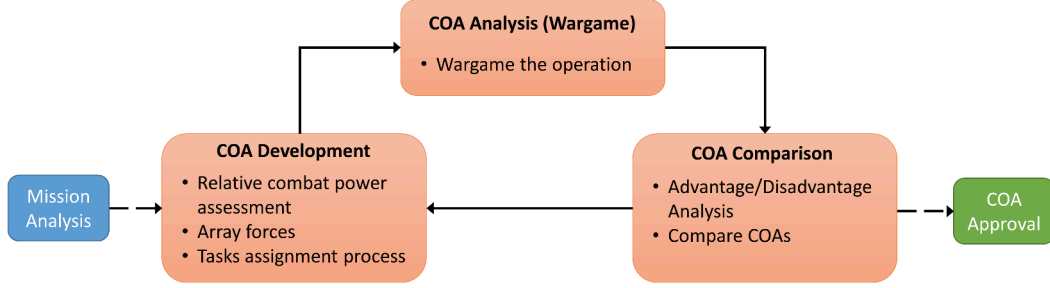 COA Analysis (Wargame)
• Wargame the operation
COA Development
• Relative combat power
assessment
• Array forces
• Tasks assignment process
COA Comparison
• Advantage/Disadvantage
Analysis
• Compare COAs
Mission
Analysis
COA
Approval